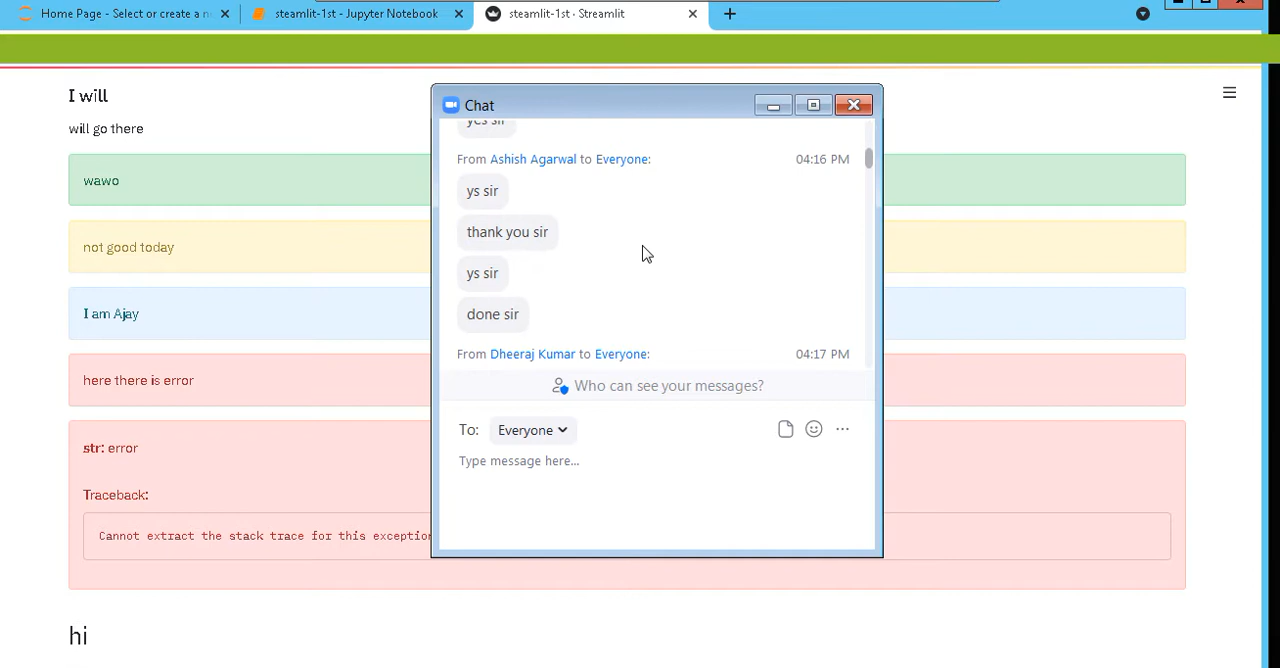 Home Page - Select or create a n
steamlit-1st - Jupyter Notebook
steamlit-1st · Streamlit
I will
will go there
wawo
not good today
I am Ajay
here there is error
str: error
Traceback:
Cannot extract the stack trace for this exception
hi
Chat
yes sir
From Ashish Agarwal to Everyone: 04:16 PM
ys sir
thank you sir
ys sir
done sir
From Dheeraj Kumar to Everyone: 04:17 PM
Who can see your messages?
To: Everyone
Type message here...